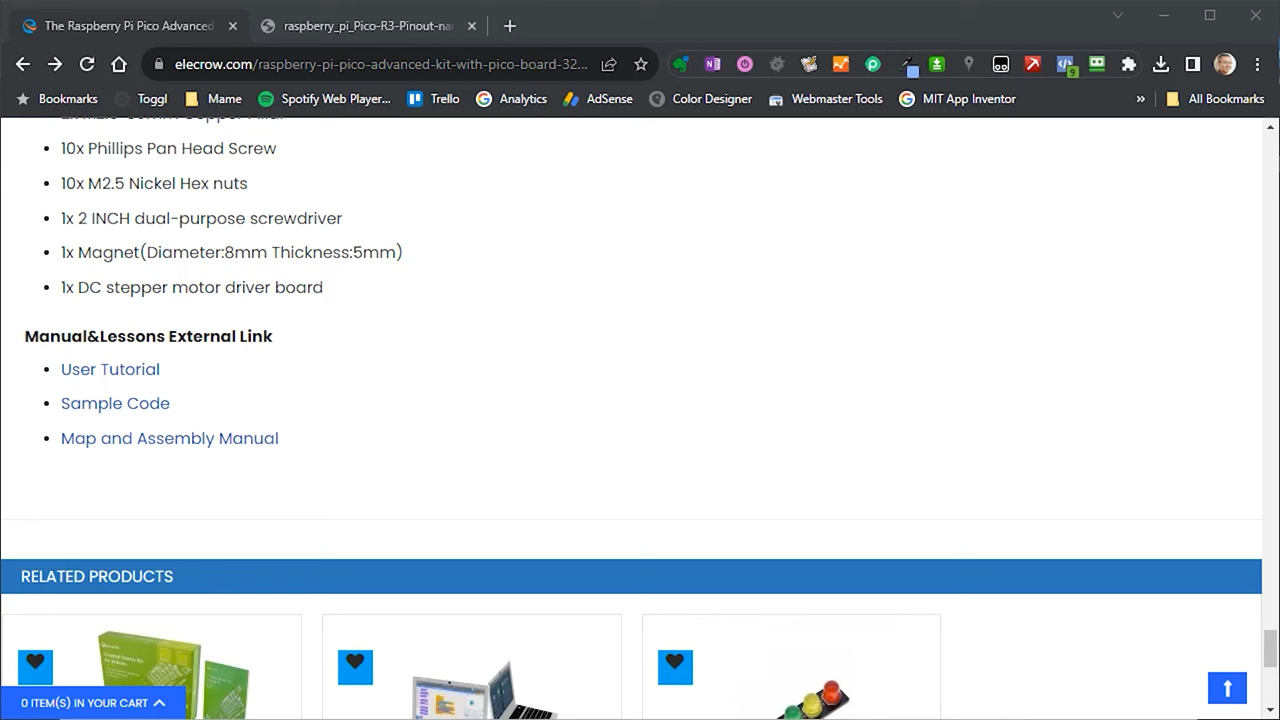 The Raspberry Pi Pico Advanced
raspberry_pi_Pico-R3-Pinout-na
elecrow.com/raspberry-pi-pico-advanced-kit-with-pico-board-32...
9
Bookmarks
Toggl
Mame
Spotify Web Player...
Trello
Analytics
AdSense
Color Designer
Webmaster Tools
MIT App Inventor
»
All Bookmarks
10x Phillips Pan Head Screw
10x M2.5 Nickel Hex nuts
1x 2 INCH dual-purpose screwdriver
1x Magnet(Diameter:8mm Thickness:5mm)
1x DC stepper motor driver board
Manual&Lessons External Link
User Tutorial
Sample Code
Map and Assembly Manual
RELATED PRODUCTS
0 ITEM(S) IN YOUR CART